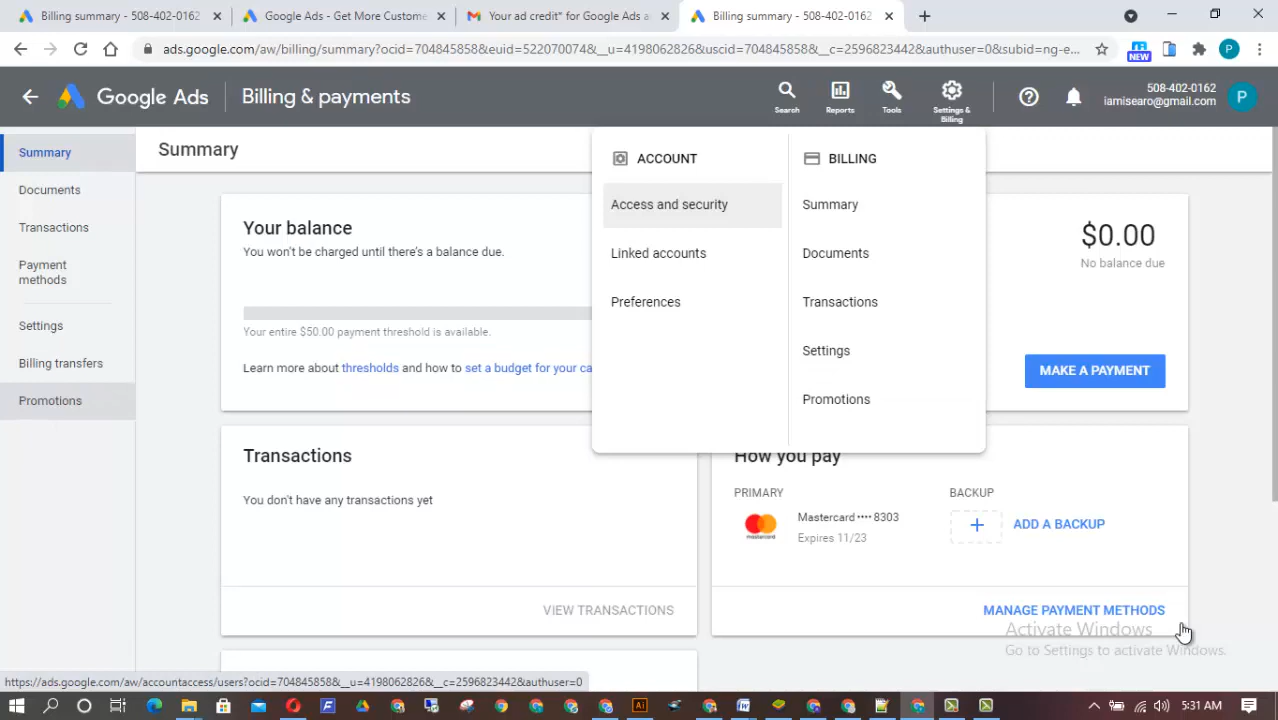 Billing summary - 508-402-0162
Google Ads - Get More Custome
Your ad credit* for Google Ads a
Billing summary - 508-402-0162
ads.google.com/aw/billing/summary?ocid=704845858&euid=522070074&__u=4198062826&uscid=704845858&__c=2596823442&authuser=0&subid=ng-e...
NEW
P
Google Ads
Billing & payments
Search
Reports
Tools
Settings &
Billing
508-402-0162
iamisearo@gmail.com
P
Summary
Documents
Transactions
Payment
methods
Settings
Billing transfers
Promotions
Summary
ACCOUNT
Access and security
Linked accounts
Preferences
BILLING
Summary
Documents
Transactions
Settings
Promotions
Your balance
You won't be charged until there's a balance due.
Your entire $50.00 payment threshold is available.
Learn more about thresholds and how to set a budget for your ca
$0.00
No balance due
MAKE A PAYMENT
Transactions
You don't have any transactions yet
VIEW TRANSACTIONS
How you pay
PRIMARY
mastercard
Mastercard •••• 8303
Expires 11/23
BACKUP
ADD A BACKUP
MANAGE PAYMENT METHODS
Activate Windows
Go to Settings to activate Windows.
https://ads.google.com/aw/accountaccess/users?ocid=704845858&__u=4198062826&__c=2596823442&authuser=0
5:31 AM